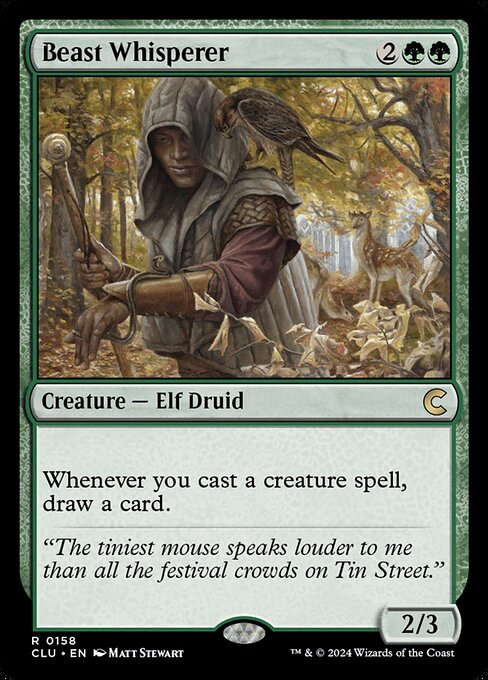 Beast Whisperer 2
Creature — Elf Druid
Whenever you cast a creature spell,
draw a card.
“The tiniest mouse speaks louder to me
than all the festival crowds on Tin Street.”
2/3
R 0158
CLU • EN Matt Stewart
™ & © 2024 Wizards of the Coast